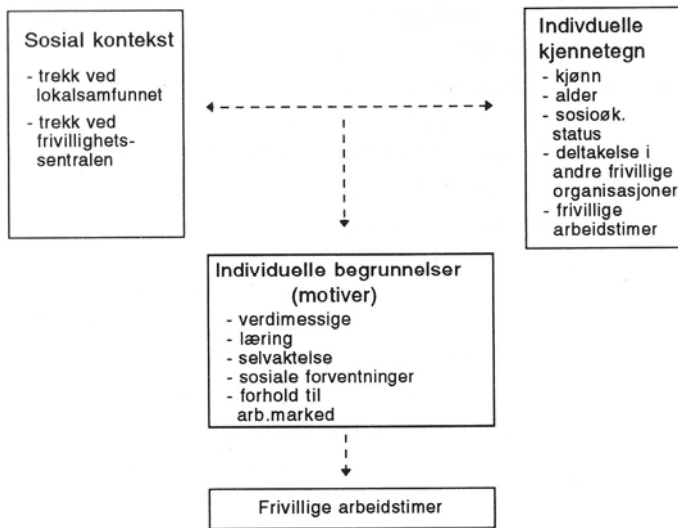 Sosial kontekst
- trekk ved
lokalsamfunnet
- trekk ved
frivillighets-
sentralen
Indivduelle
kjennetegn
- kjønn
- alder
- sosioøk.
status
- deltakelse i
andre frivillige
organisasjoner
- frivillige
arbeidstimer
Individuelle begrunnelser
(motiver)
- verdimessige
- læring
- selvaktelse
- sosiale forventninger
- forhold til
arb.marked
Frivillige arbeidstimer